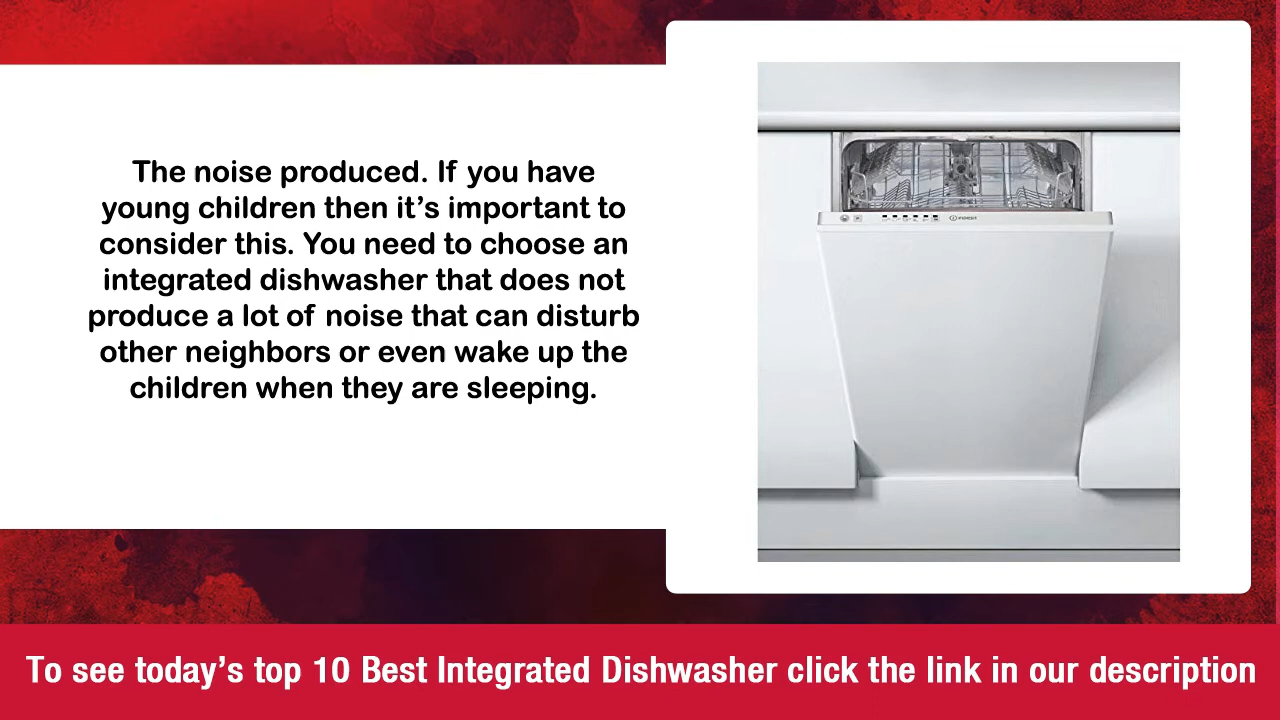 The noise produced. If you have
young children then it’s important to
consider this. You need to choose an
integrated dishwasher that does not
produce a lot of noise that can disturb
other neighbors or even wake up the
children when they are sleeping.
indesit
To see today’s top 10 Best Integrated Dishwasher click the link in our description